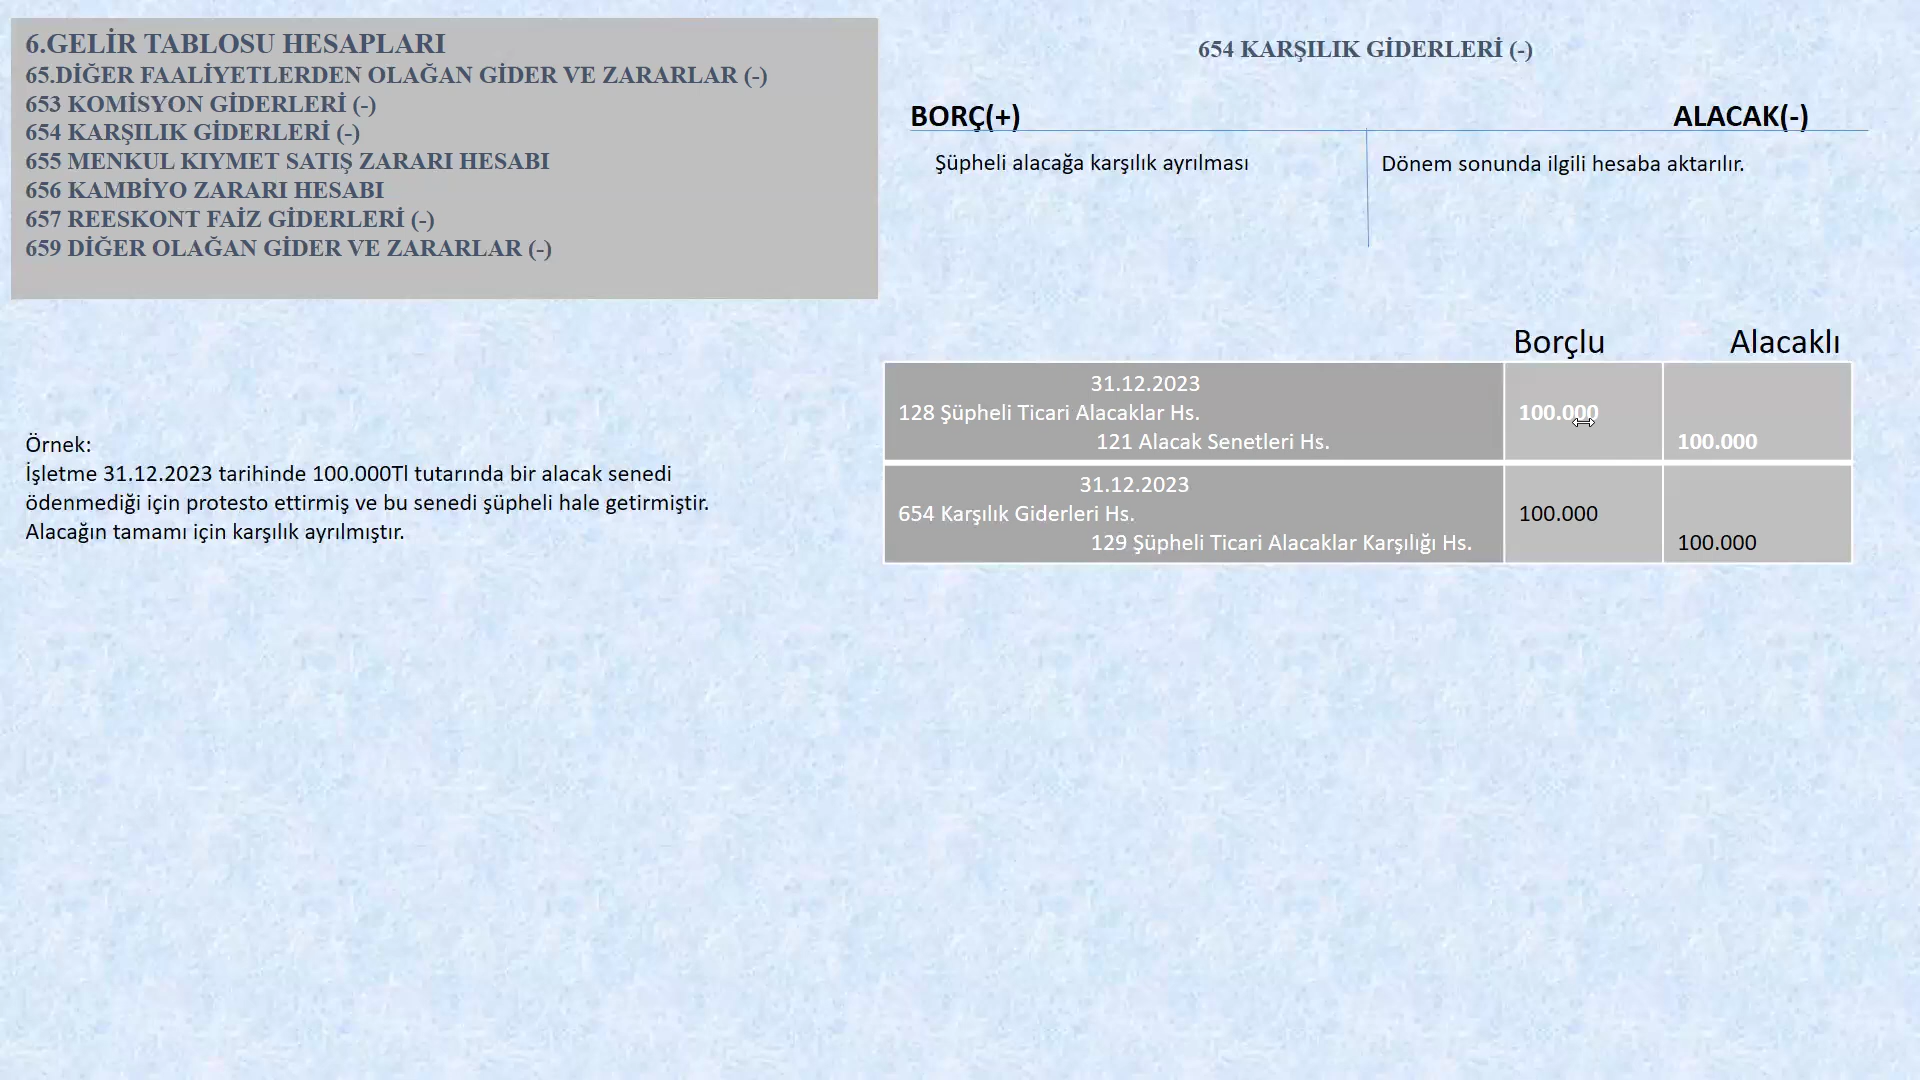 6.GELİR TABLOSU HESAPLARI
65.DİĞER FAALİYETLERDEN OLAĞAN GİDER VE ZARARLAR (-)
653 KOMİSYON GİDERLERİ (-)
654 KARŞILIK GİDERLERİ (-)
655 MENKUL KIYMET SATIŞ ZARARI HESABI
656 KAMBİYO ZARARI HESABI
657 REESKONT FAİZ GİDERLERİ (-)
659 DİĞER OLAĞAN GİDER VE ZARARLAR (-)
654 KARŞILIK GİDERLERİ (-)
BORÇ(+) ALACAK(-)
Şüpheli alacağa karşılık ayrılması Dönem sonunda ilgili hesaba aktarılır.
Örnek:
İşletme 31.12.2023 tarihinde 100.000Tl tutarında bir alacak senedi
ödenmediği için protesto ettirmiş ve bu senedi şüpheli hale getirmiştir.
Alacağın tamamı için karşılık ayrılmıştır.
Borçlu Alacaklı
31.12.2023
128 Şüpheli Ticari Alacaklar Hs. 100.000
121 Alacak Senetleri Hs. 100.000
31.12.2023
654 Karşılık Giderleri Hs. 100.000
129 Şüpheli Ticari Alacaklar Karşılığı Hs. 100.000